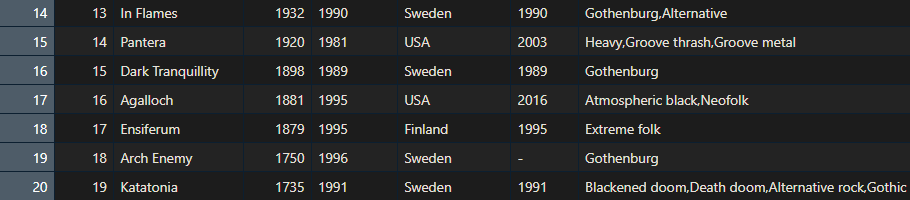 14 13 In Flames 1932 1990 Sweden 1990 Gothenburg,Alternative
15 14 Pantera 1920 1981 USA 2003 Heavy,Groove thrash,Groove metal
16 15 Dark Tranquillity 1898 1989 Sweden 1989 Gothenburg
17 16 Agalloch 1881 1995 USA 2016 Atmospheric black,Neofolk
18 17 Ensiferum 1879 1995 Finland 1995 Extreme folk
19 18 Arch Enemy 1750 1996 Sweden - Gothenburg
20 19 Katatonia 1735 1991 Sweden 1991 Blackened doom,Death doom,Alternative rock,Gothic